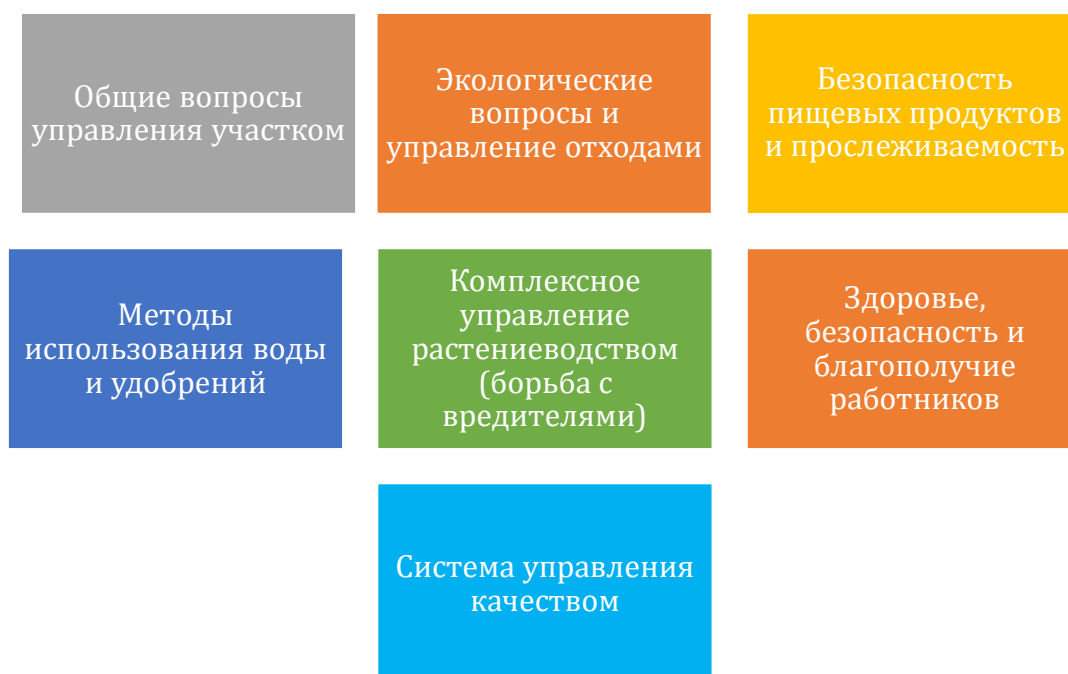 Общие вопросы
управления участком
Экологические
вопросы и
управление отходами
Безопасность
пищевых продуктов
и прослеживаемость
Методы
использования воды
и удобрений
Комплексное
управление
растениеводством
(борьба с
вредителями)
Здоровье,
безопасность и
благополучие
работников
Система управления
качеством